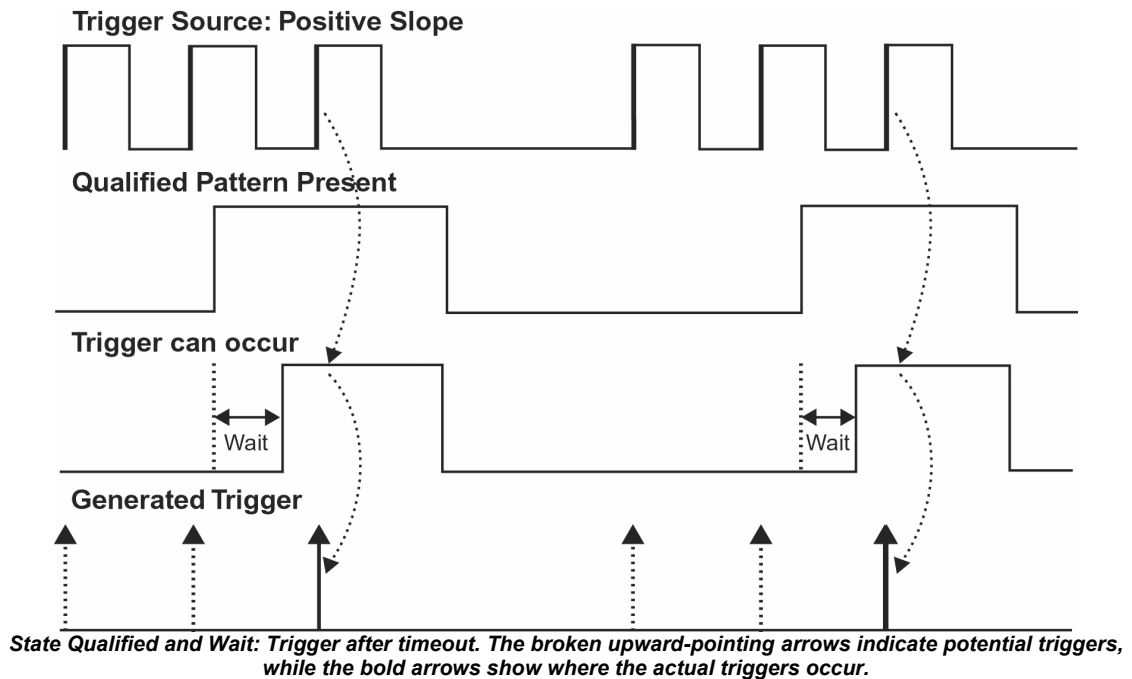 Trigger Source: Positive Slope
Qualified Pattern Present
Trigger can occur
Wait
Wait
Generated Trigger
State Qualified and Wait: Trigger after timeout. The broken upward-pointing arrows indicate potential triggers,
while the bold arrows show where the actual triggers occur.